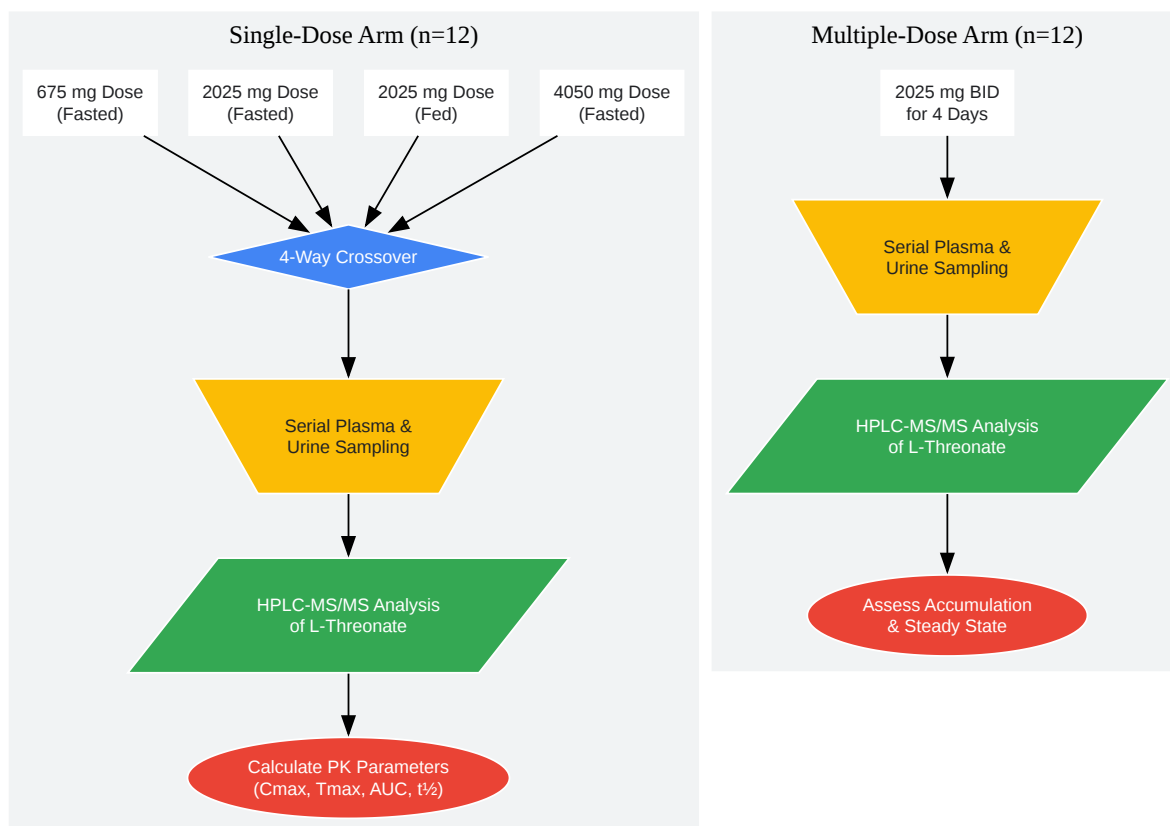 Single-Dose Arm (n=12)
675 mg Dose
(Fasted)
2025 mg Dose
(Fasted)
2025 mg Dose
(Fed)
4050 mg Dose
(Fasted)
4-Way Crossover
Serial Plasma &
Urine Sampling
HPLC-MS/MS Analysis
of L-Threonate
Calculate PK Parameters
(Cmax, Tmax, AUC, t½)
Multiple-Dose Arm (n=12)
2025 mg BID
for 4 Days
Serial Plasma &
Urine Sampling
HPLC-MS/MS Analysis
of L-Threonate
Assess Accumulation
& Steady State